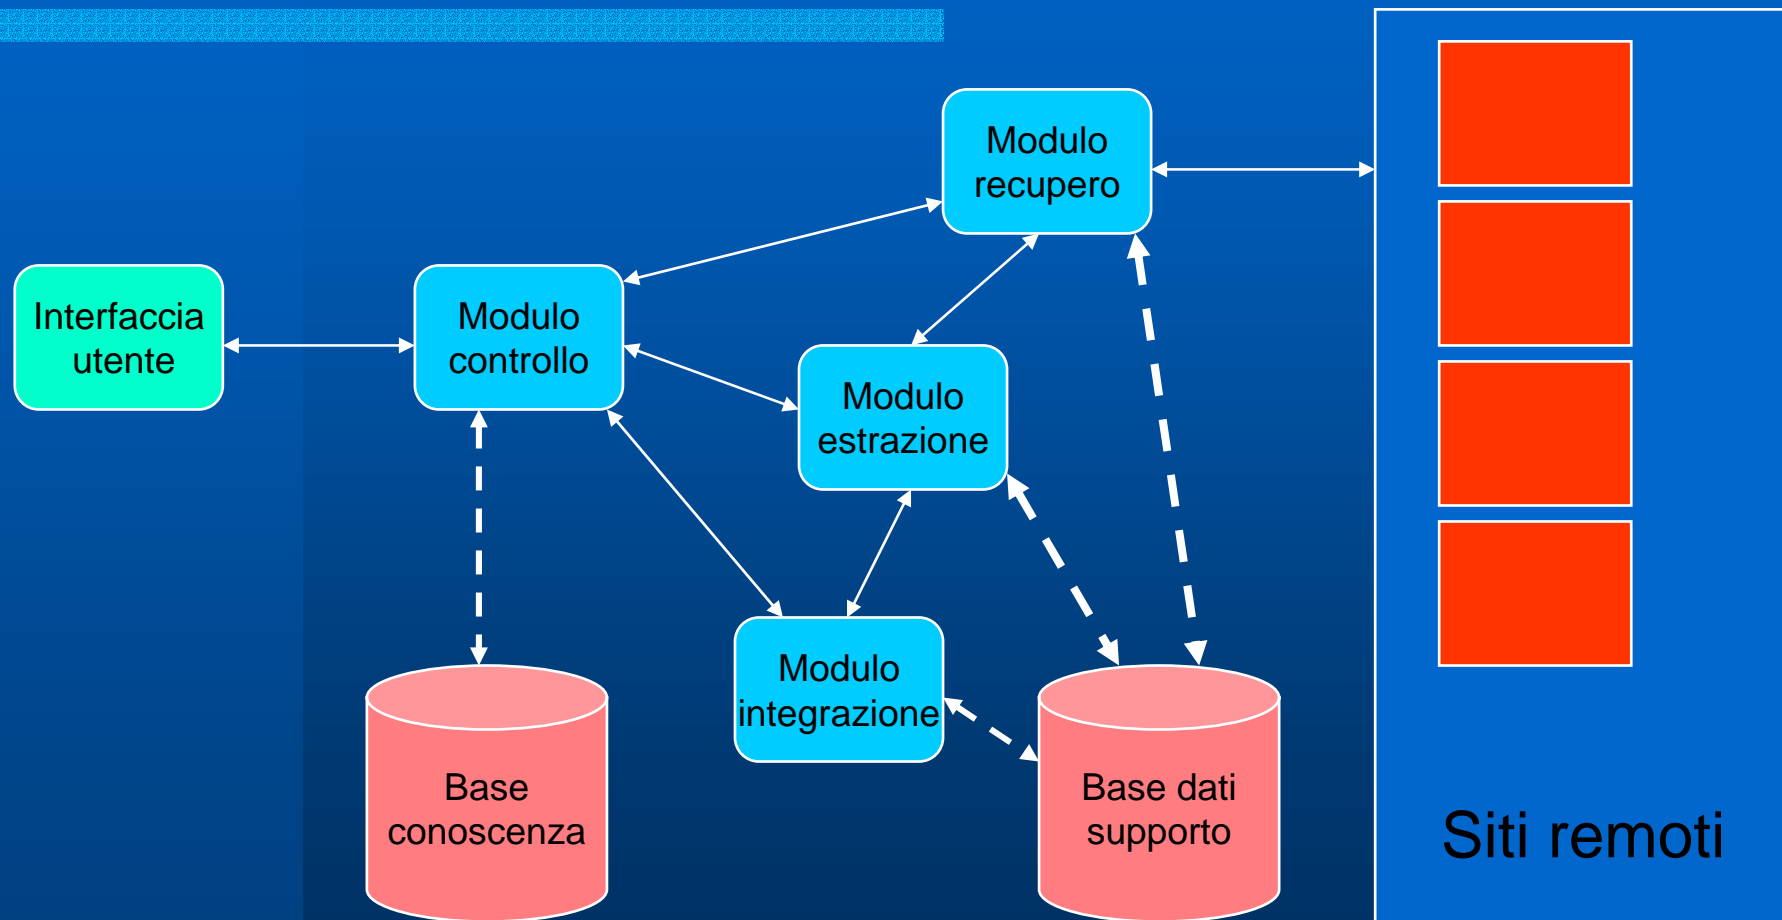 Modulo
recupero
Interfaccia
utente
Modulo
controllo
Modulo
estrazione
Modulo
integrazione
Base
conoscenza
Base dati
supporto
Siti remoti